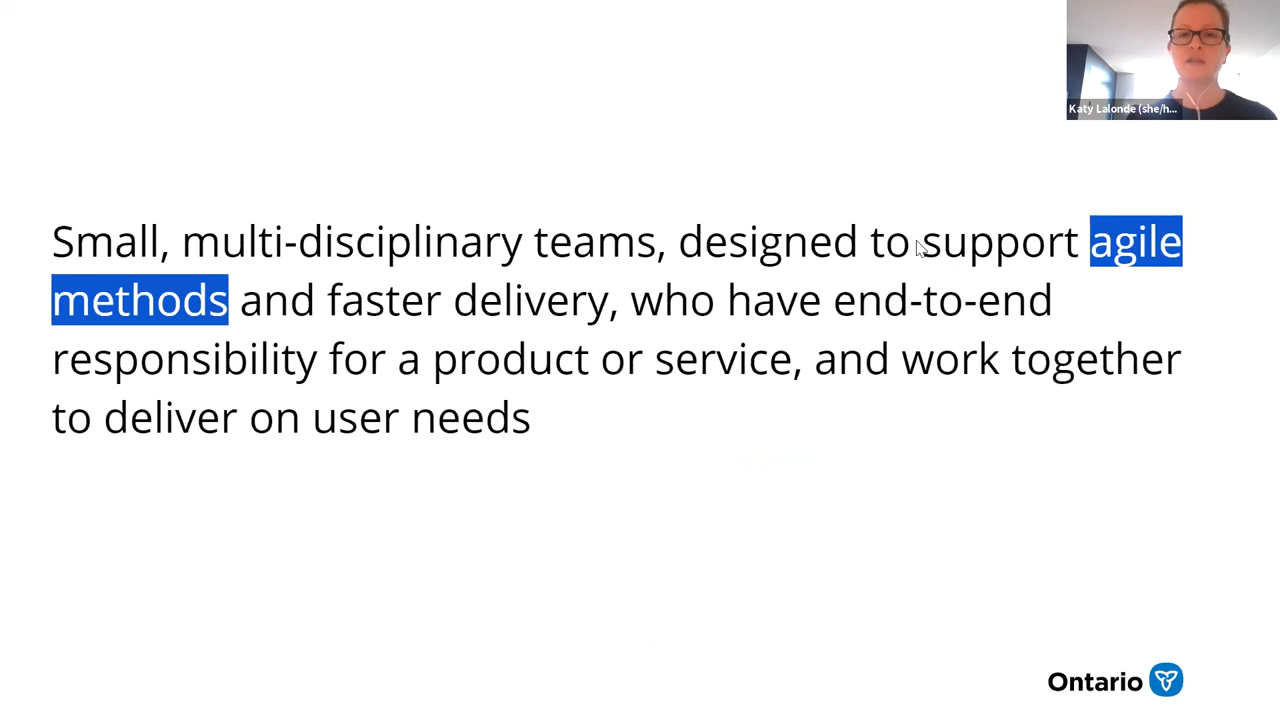 Katy Lalonde (she/h...
Small, multi-disciplinary teams, designed to support agile
methods and faster delivery, who have end-to-end
responsibility for a product or service, and work together
to deliver on user needs
Ontario